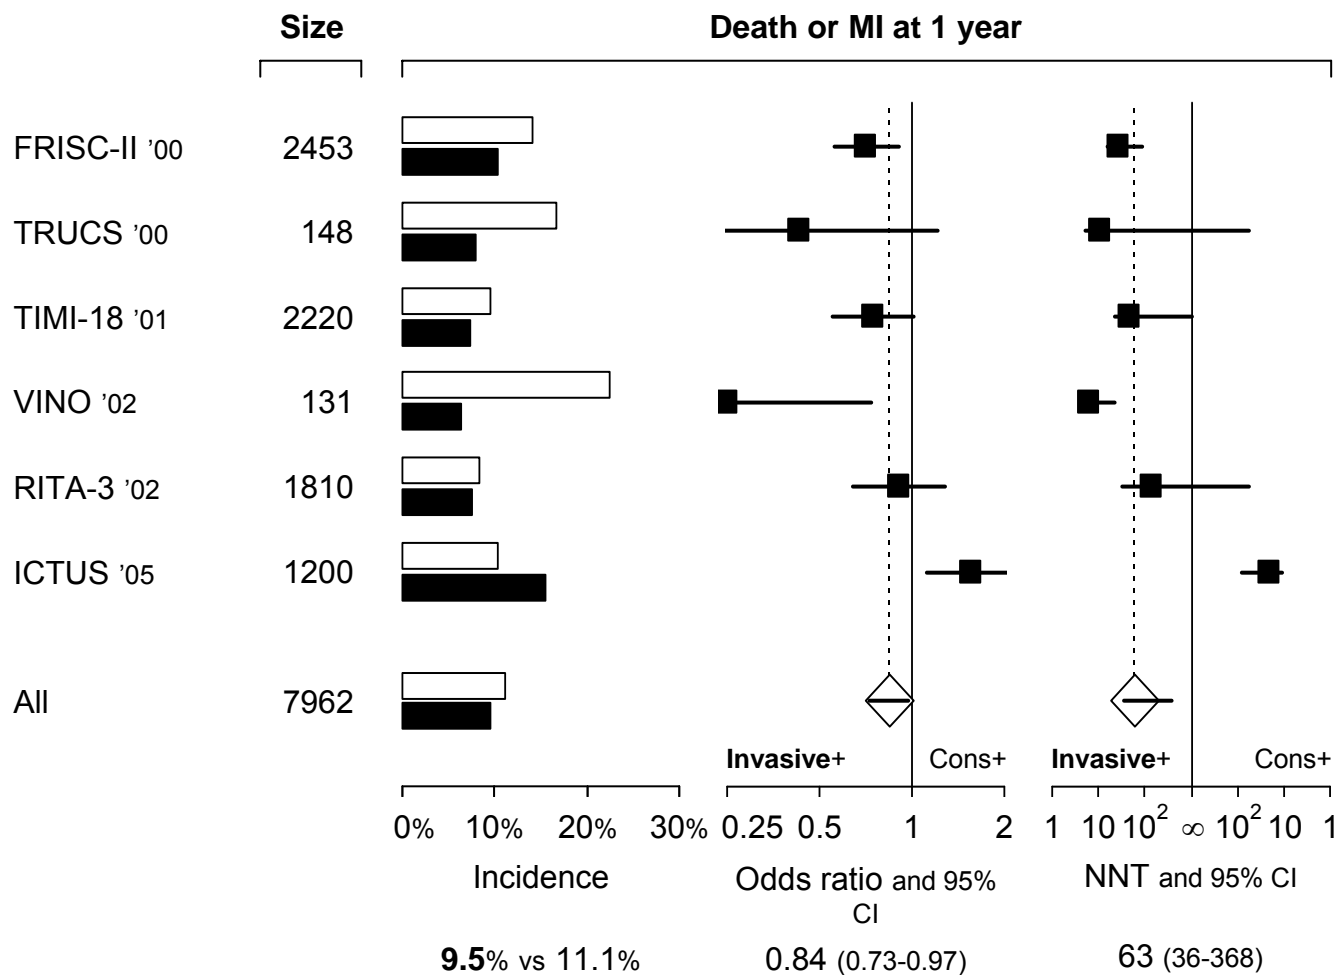 Size Death or MI at 1 year
FRISC-II ’00 2453
TRUCS ’00 148
TIMI-18 ’01 2220
VINO ’02 131
RITA-3 ’02 1810
ICTUS ’05 1200
All 7962
Invasive+ Cons+ Invasive+ Cons+
0% 10% 20% 30% 0.25 0.5 1 2 1 10 10² ∞ 10² 10 1
Incidence Odds ratio and 95% NNT and 95% CI
CI
9.5% vs 11.1% 0.84 (0.73-0.97) 63 (36-368)